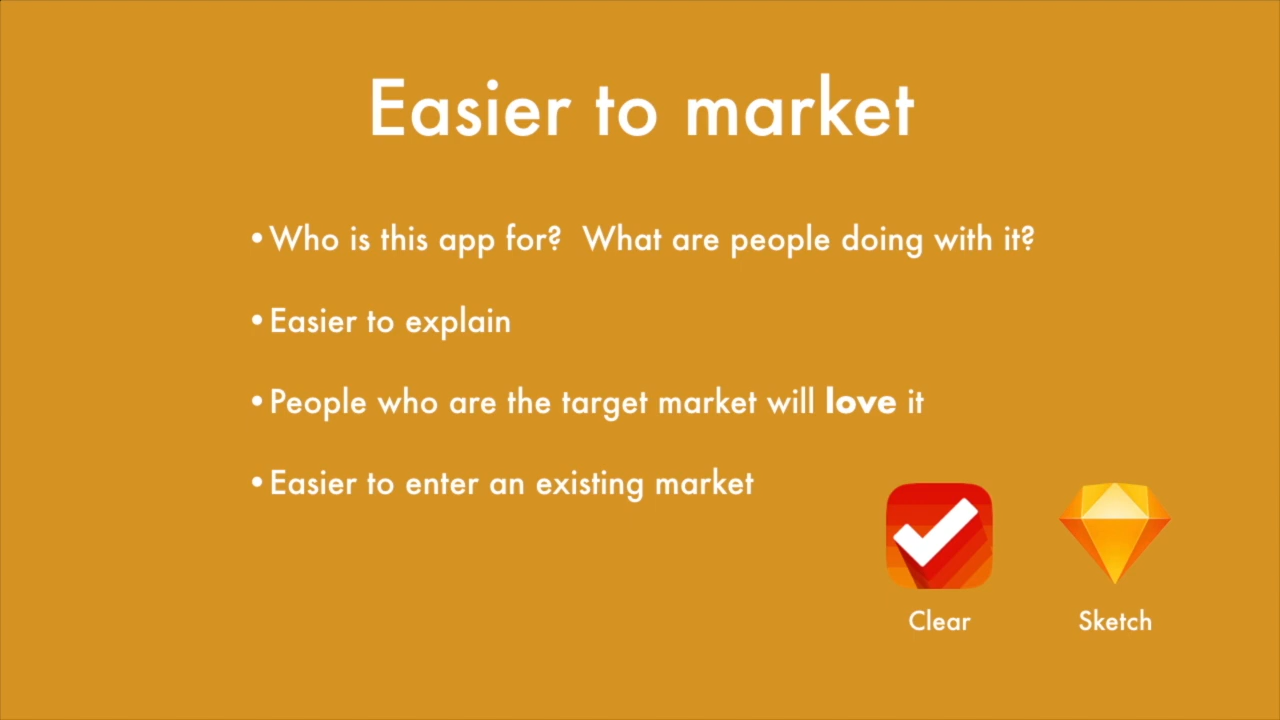 Easier to market
•Who is this app for?  What are people doing with it?
•Easier to explain
•People who are the target market will love it
•Easier to enter an existing market
Clear
Sketch